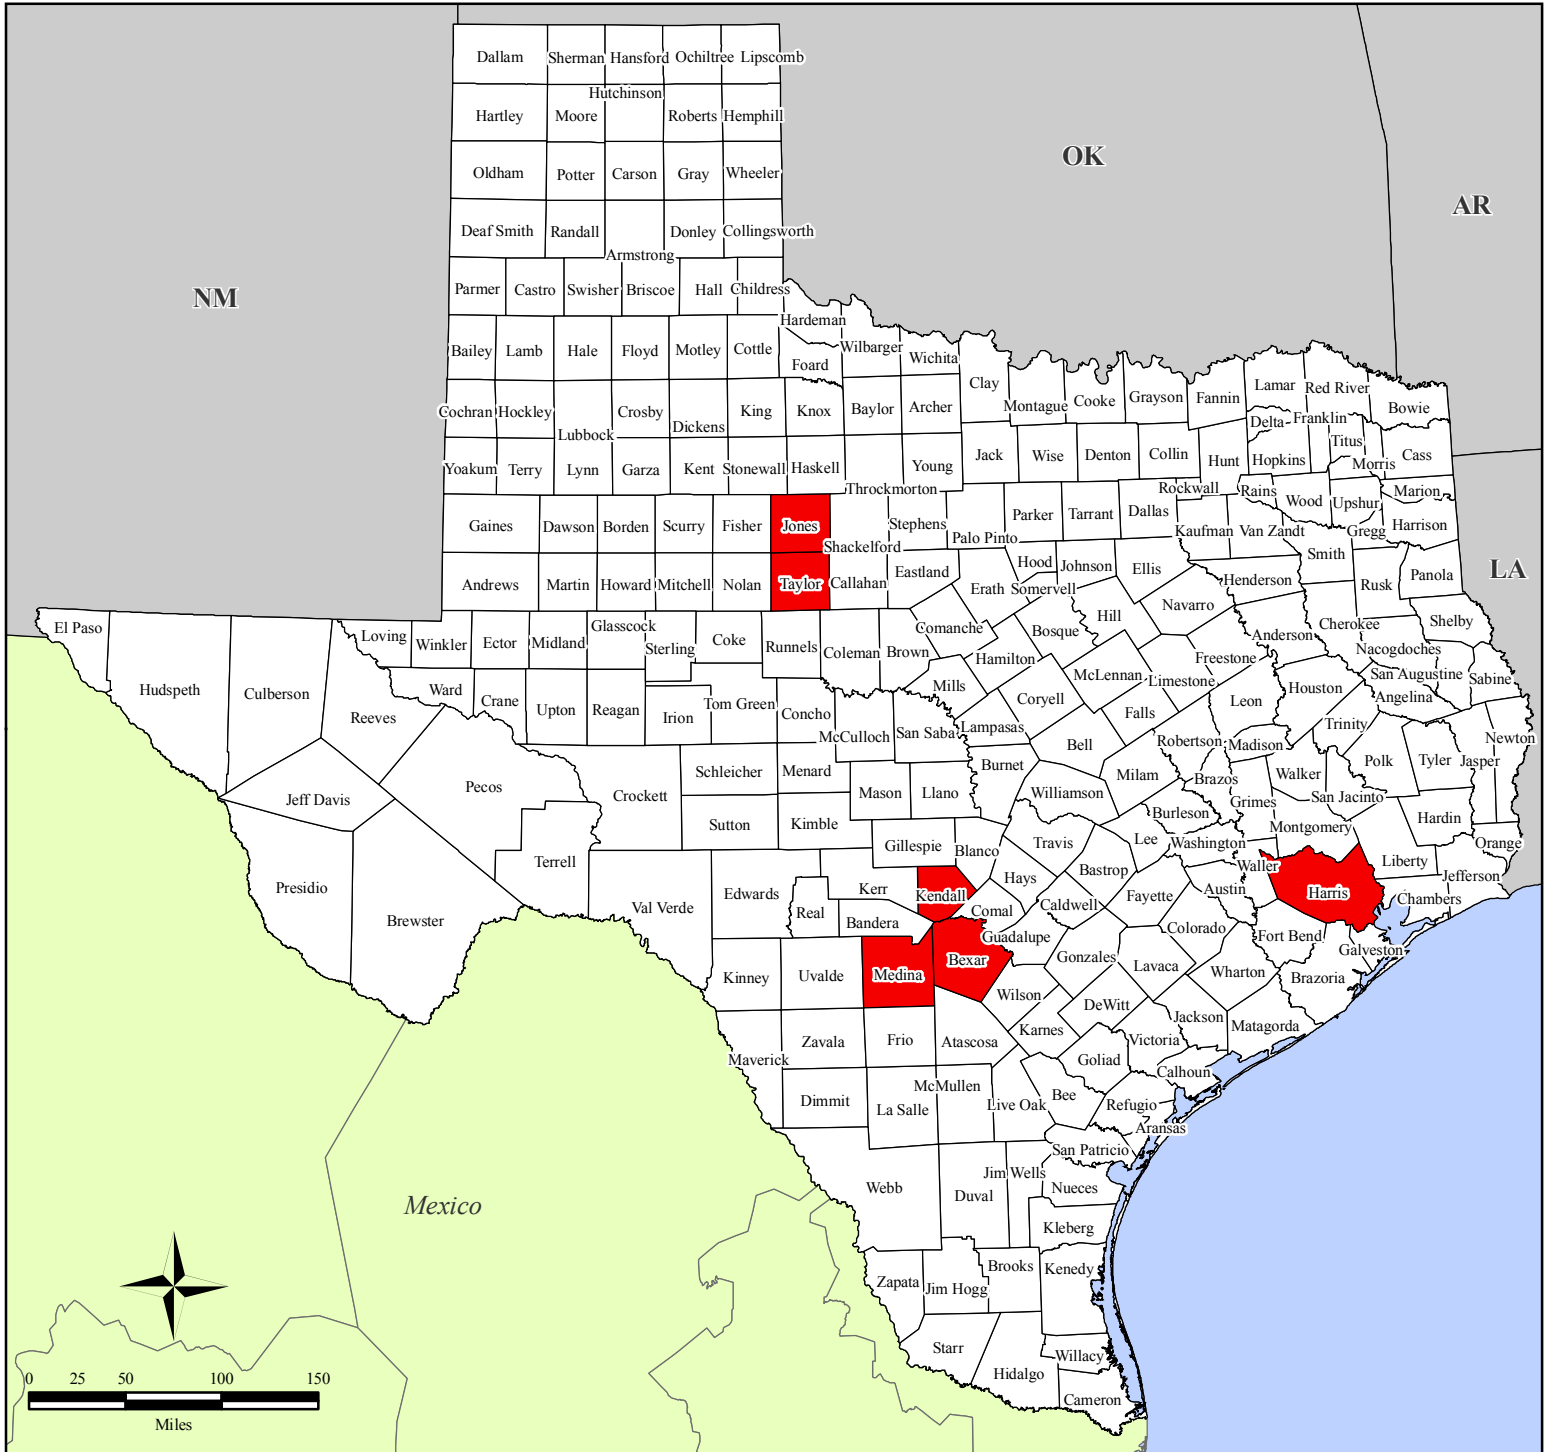 Dallam Sherman Hansford Ochiltree Lipscomb
Hutchinson
Hartley Moore Roberts Hemphill
OK
Oldham Potter Carson Gray Wheeler
AR
Deaf Smith Randall Donley Collingsworth
Armstrong
NM
Parmer Castro Swisher Briscoe Hall Childress
Hardeman
Bailey Lamb Hale Floyd Motley Cottle Wilbarger
Foard Wichita
Clay Lamar Red River
Cochran Hockley Crosby King Knox Baylor Archer Montague Cooke Grayson Fannin Bowie
Lubbock Dickens Delta Franklin
Titus
Yoakum Terry Lynn Garza Kent Stonewall Haskell Young Jack Wise Denton Collin Hunt Hopkins Morris Cass
Throckmorton Rockwall Rains Wood Upshur Marion
Gaines Dawson Borden Scurry Fisher Jones Stephens Parker Tarrant Dallas Kaufman Van Zandt Gregg Harrison
Shackelford Palo Pinto
Smith
Andrews Martin Howard Mitchell Nolan Taylor Callahan Eastland Hood Johnson Ellis Henderson Rusk Panola
LA
Erath Somervell
El Paso Loving Winkler Ector Midland Glasscock Sterling Coke Runnels Coleman Brown Comanche Bosque Hill Navarro Anderson Cherokee Shelby
Nacogdoches
Hudspeth Culberson Reeves Ward Crane Upton Reagan Irion Tom Green Concho Mills Hamilton Coryell McLennan Limestone Freestone Leon Houston San Augustine Sabine
Angelina
McCulloch San Saba Lampasas Bell Falls Robertson Madison Trinity Newton
Jeff Davis Pecos Crockett Schleicher Menard Mason Llano Burnet Williamson Milam Brazos Walker Polk Tyler Jasper
Grimes San Jacinto
Sutton Kimble Burleson Montgomery Hardin
Presidio Terrell Gillespie Blanco Travis Lee Washington Orange
Brewster Val Verde Edwards Kerr Kendall Hays Bastrop Waller Liberty Jefferson
Real Bandera Comal Caldwell Fayette Austin Harris Chambers
Guadalupe Colorado Fort Bend Galveston
Kinney Uvalde Medina Bexar Gonzales Lavaca Wharton Brazoria
Wilson DeWitt
Maverick Zavala Frio Atascosa Karnes Victoria Jackson Matagorda
Goliad Calhoun
Dimmit La Salle McMullen Live Oak Bee Refugio
Aransas
San Patricio
Webb Duval Jim Wells Nueces
Mexico
Kleberg
Zapata Jim Hogg Brooks Kenedy
Starr Hidalgo Willacy
Cameron
0 25 50 100 150
Miles